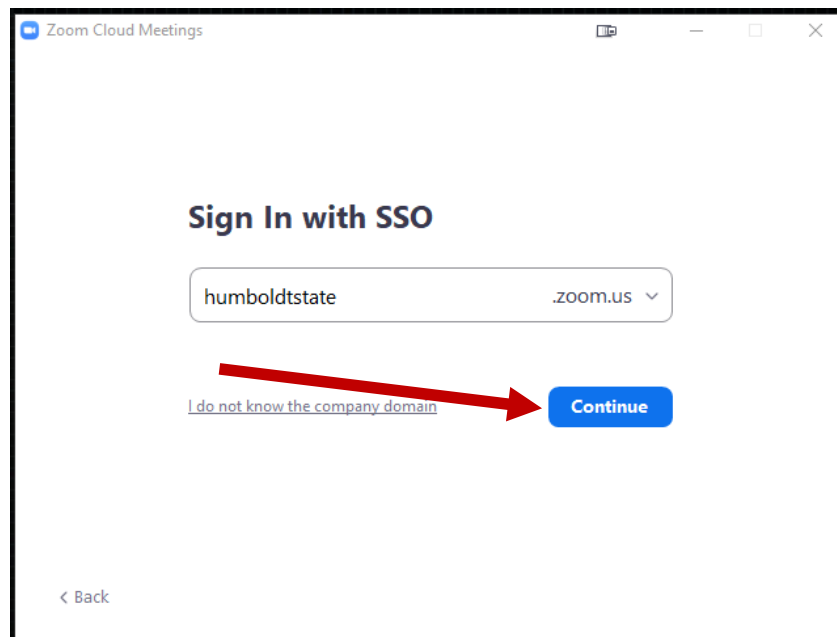 Zoom Cloud Meetings
Sign In with SSO
humboldtstate .zoom.us
I do not know the company domain Continue
Back